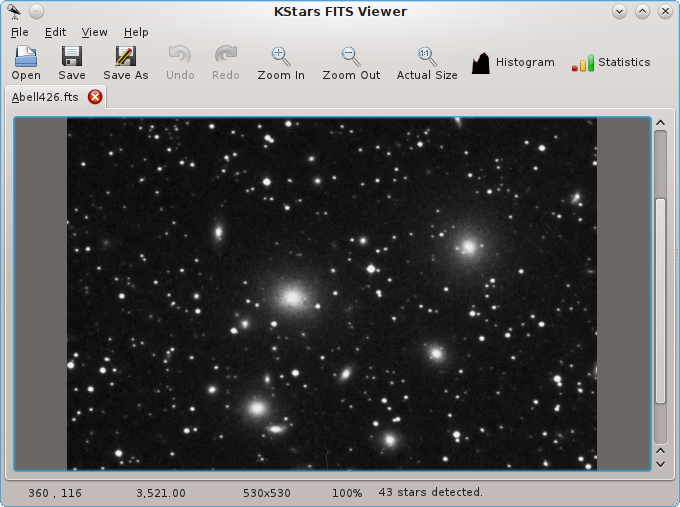 KStars FITS Viewer
File Edit View Help
Open Save Save As Undo Redo Zoom In Zoom Out Actual Size Histogram Statistics
Abell426.fts
360 , 116 3,521.00 530x530 100% 43 stars detected.